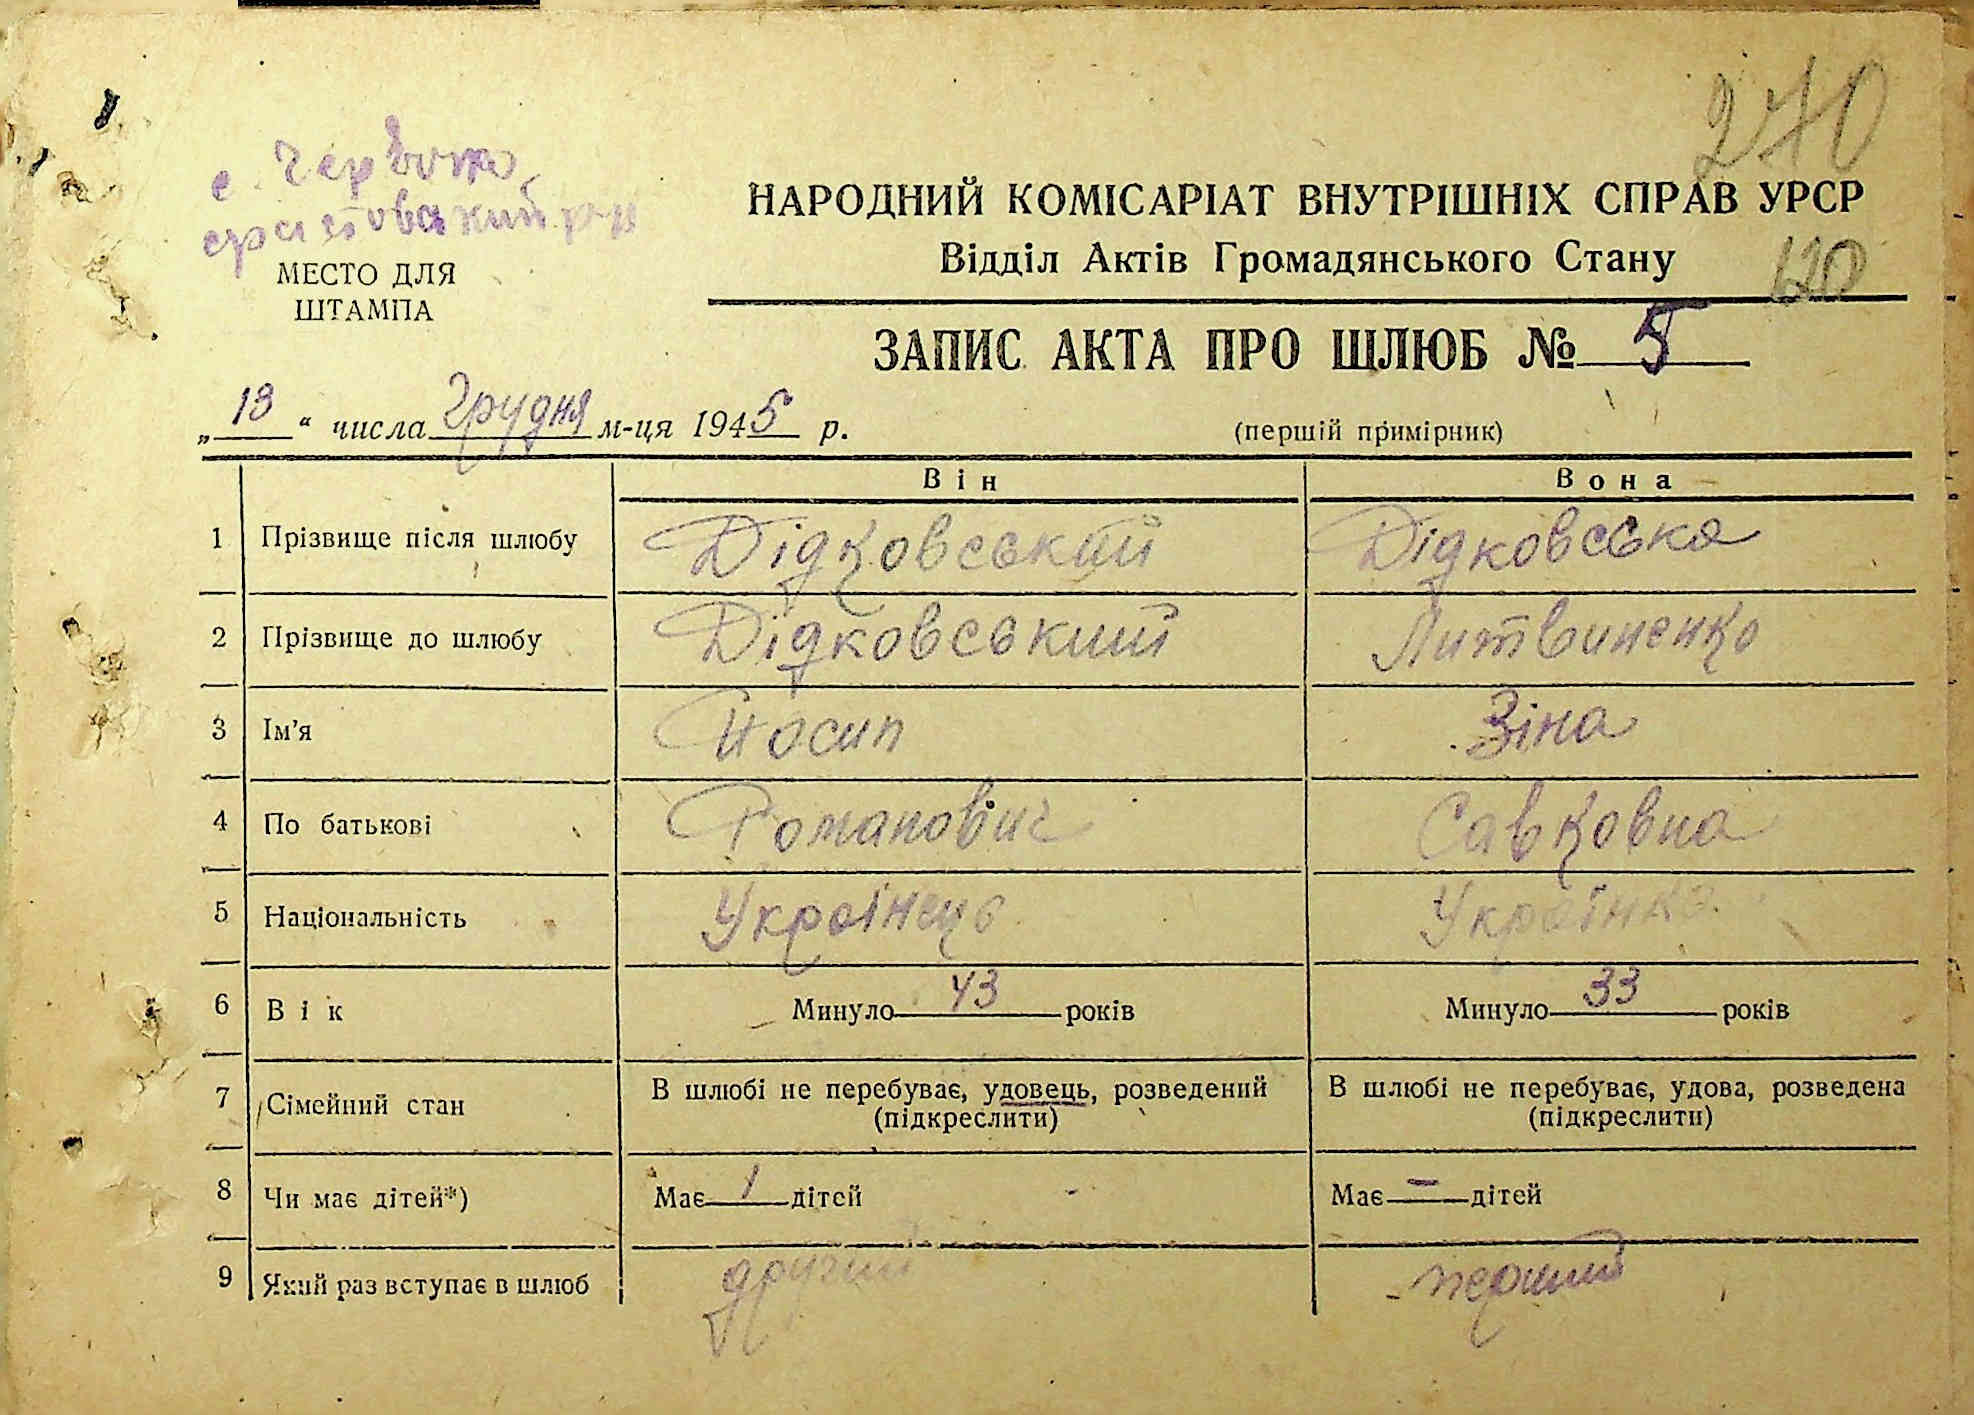 270
с. Червоно,
фастовський р-н
МЕСТО ДЛЯ
ШТАМПА
НАРОДНИЙ КОМІСАРІАТ ВНУТРІШНІХ СПРАВ УРСР
Відділ Актів Громадянського Стану
120
ЗАПИС АКТА ПРО ШЛЮБ № 5
„13“ числа Грудня м-ця 1945 р.
(першій примірник)
Він Вона
1 Прізвище після шлюбу Дідковський Дідковська
2 Прізвище до шлюбу Дідковський Литвиненко
3 Ім'я Йосип Зіна
4 По батькові Романович Савковна
5 Національність Українець Українка
6 Вік Минуло 43 років Минуло 33 років
7 Сімейний стан В шлюбі не перебуває, удовець, розведений (підкреслити) В шлюбі не перебуває, удова, розведена (підкреслити)
8 Чи має дітей*) Має 1 дітей Має — дітей
9 Який раз вступає в шлюб другий перший